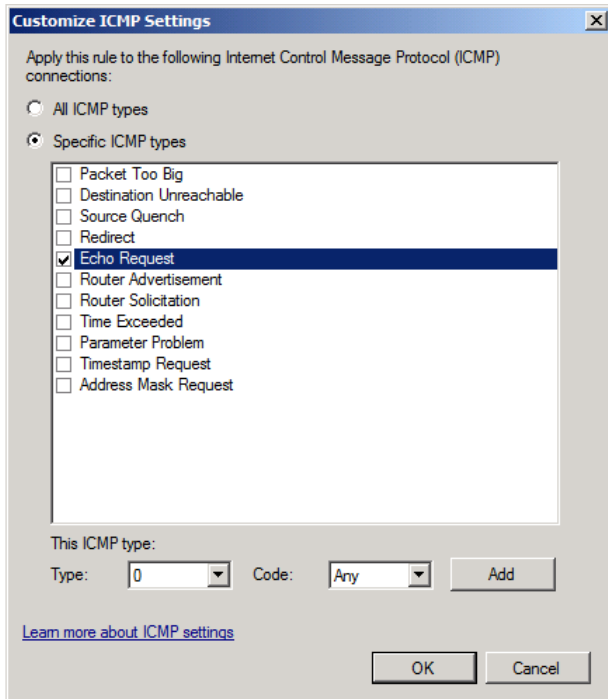 Customize ICMP Settings
Apply this rule to the following Internet Control Message Protocol (ICMP)
connections:
All ICMP types
Specific ICMP types
Packet Too Big
Destination Unreachable
Source Quench
Redirect
Echo Request
Router Advertisement
Router Solicitation
Time Exceeded
Parameter Problem
Timestamp Request
Address Mask Request
This ICMP type:
Type: 0 Code: Any Add
Learn more about ICMP settings
OK Cancel